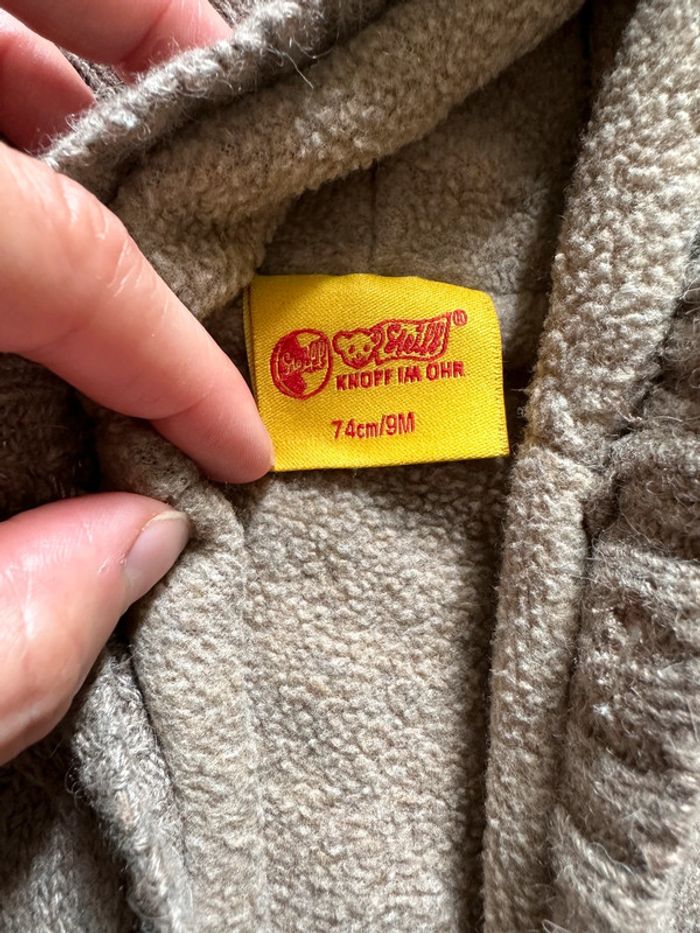 Steiff Steiff®
KNOPF IM OHR
74cm/9M